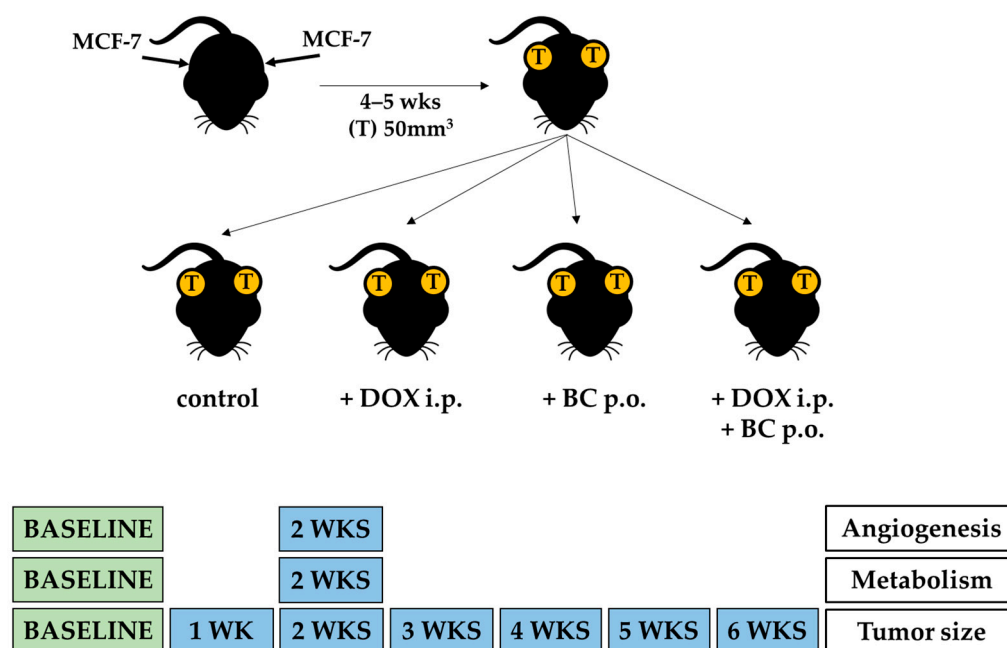 MCF-7
MCF-7
T T
4–5 wks
(T) 50mm³
T T
T T
T T
T T
control
+ DOX i.p.
+ BC p.o.
+ DOX i.p.
+ BC p.o.
BASELINE 2 WKS Angiogenesis
BASELINE 2 WKS Metabolism
BASELINE 1 WK 2 WKS 3 WKS 4 WKS 5 WKS 6 WKS Tumor size